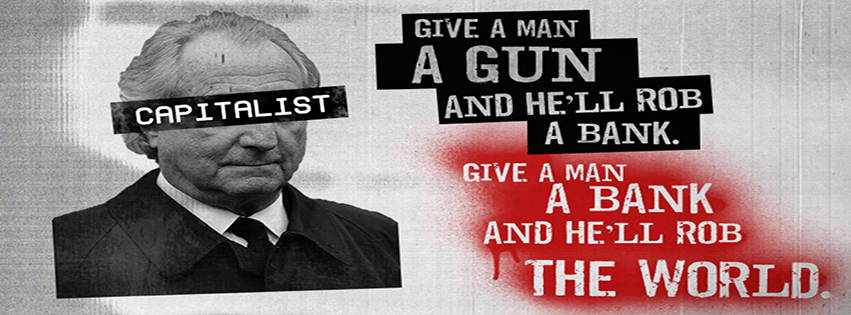 CAPITALIST
GIVE A MAN
A GUN
AND HE'LL ROB
A BANK.
GIVE A MAN
A BANK
AND HE'LL ROB
THE WORLD.